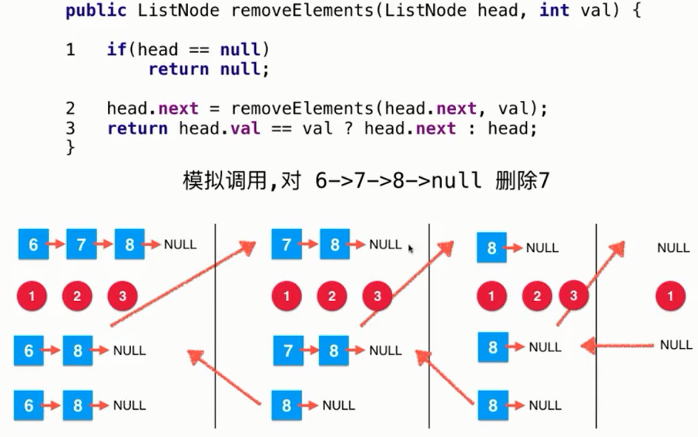 public ListNode removeElements(ListNode head, int val) {
1 if(head == null)
return null;
2 head.next = removeElements(head.next, val);
3 return head.val == val ? head.next : head;
}
模拟调用,对 6->7->8->null 删除7
6 7 8 NULL 7 8 NULL 8 NULL NULL
1 2 3 1 2 3 1 2 3 1
6 8 NULL 7 8 NULL 8 NULL NULL
6 8 NULL 8 NULL 8 NULL